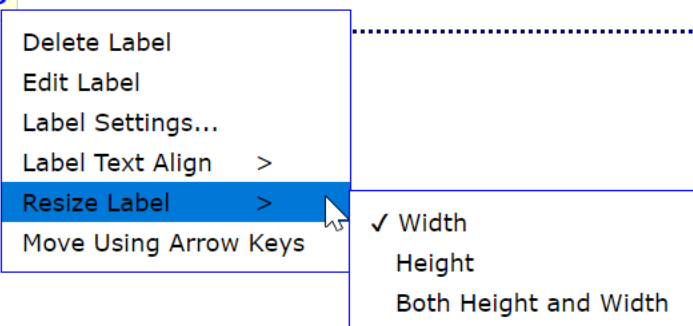 Delete Label
Edit Label
Label Settings...
Label Text Align >
Resize Label >
Move Using Arrow Keys
✓ Width
Height
Both Height and Width